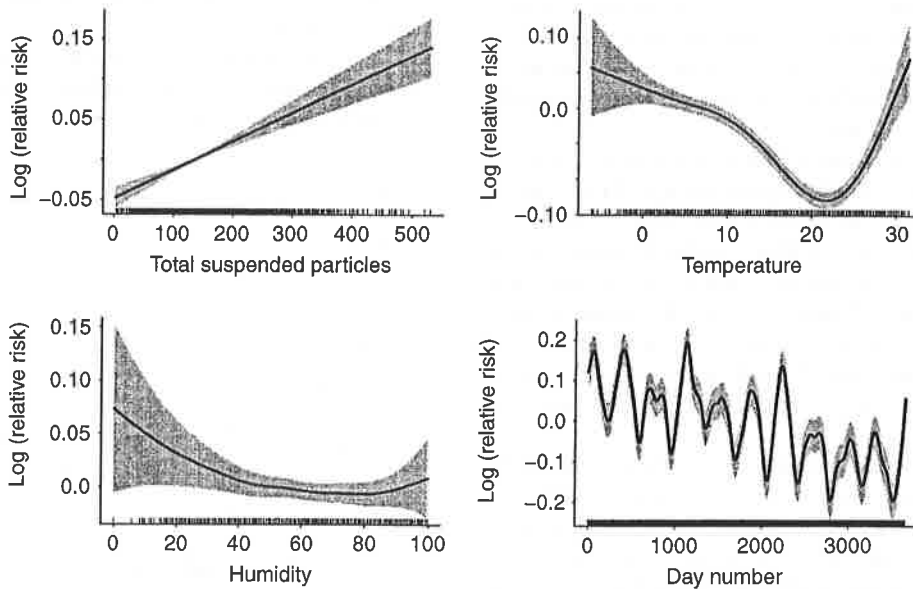 Log (relative risk)
0.15
0.05
−0.05
0 100 200 300 400 500
Total suspended particles
Log (relative risk)
0.10
0.0
−0.10
0 10 20 30
Temperature
Log (relative risk)
0.15
0.10
0.05
0.0
0 20 40 60 80 100
Humidity
Log (relative risk)
0.2
0.1
0.0
−0.1
−0.2
0 1000 2000 3000
Day number